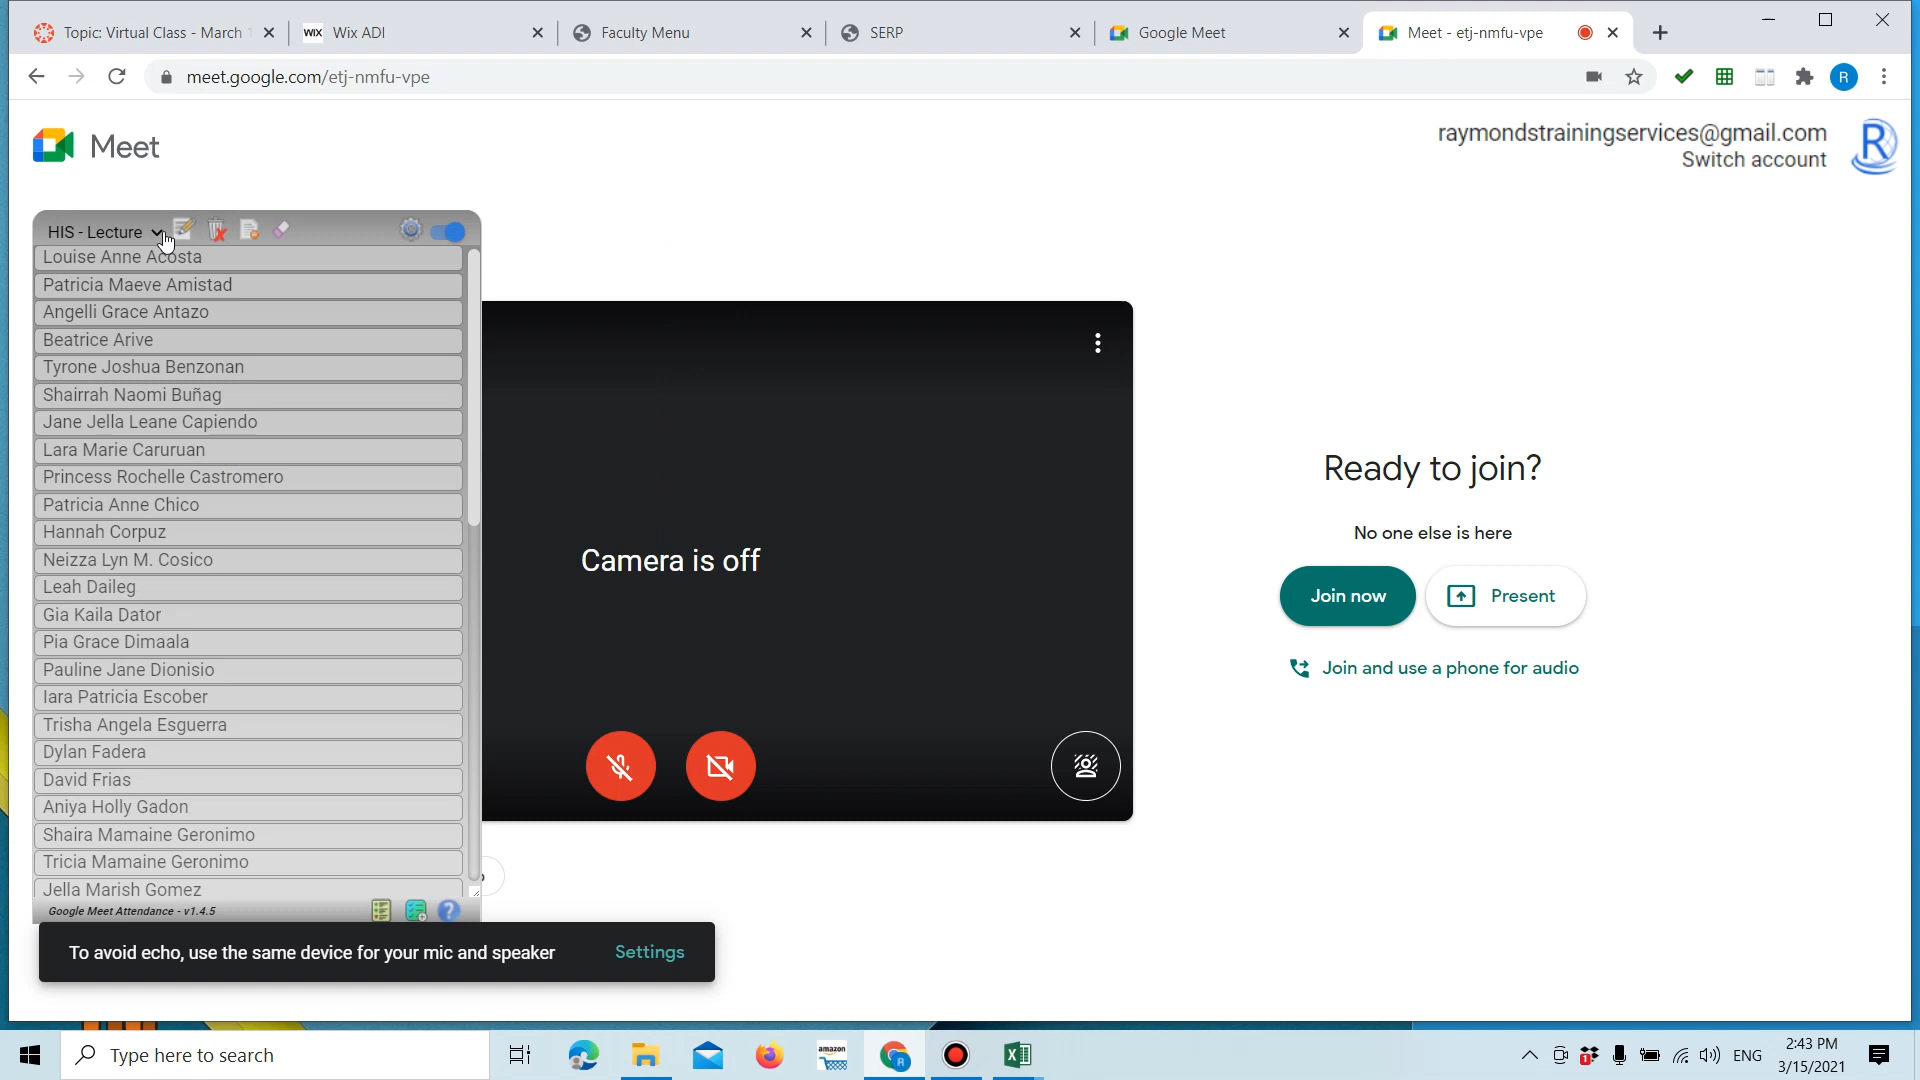 Topic: Virtual Class - March 1
WIX Wix ADI
Faculty Menu
SERP
Google Meet
Meet - etj-nmfu-vpe
meet.google.com/etj-nmfu-vpe
R
Meet
raymondstrainingservices@gmail.com
Switch account
R
HIS - Lecture
Louise Anne Acosta
Patricia Maeve Amistad
Angelli Grace Antazo
Beatrice Arive
Tyrone Joshua Benzonan
Shairrah Naomi Buñag
Jane Jella Leane Capiendo
Lara Marie Caruruan
Princess Rochelle Castromero
Patricia Anne Chico
Hannah Corpuz
Neizza Lyn M. Cosico
Leah Daileg
Gia Kaila Dator
Pia Grace Dimaala
Pauline Jane Dionisio
Iara Patricia Escober
Trisha Angela Esguerra
Dylan Fadera
David Frias
Aniya Holly Gadon
Shaira Mamaine Geronimo
Tricia Mamaine Geronimo
Jella Marish Gomez
Google Meet Attendance - v1.4.5
Camera is off
Ready to join?
No one else is here
Join now
Present
Join and use a phone for audio
To avoid echo, use the same device for your mic and speaker
Settings
Type here to search
amazon
R
1
ENG
2:43 PM
3/15/2021